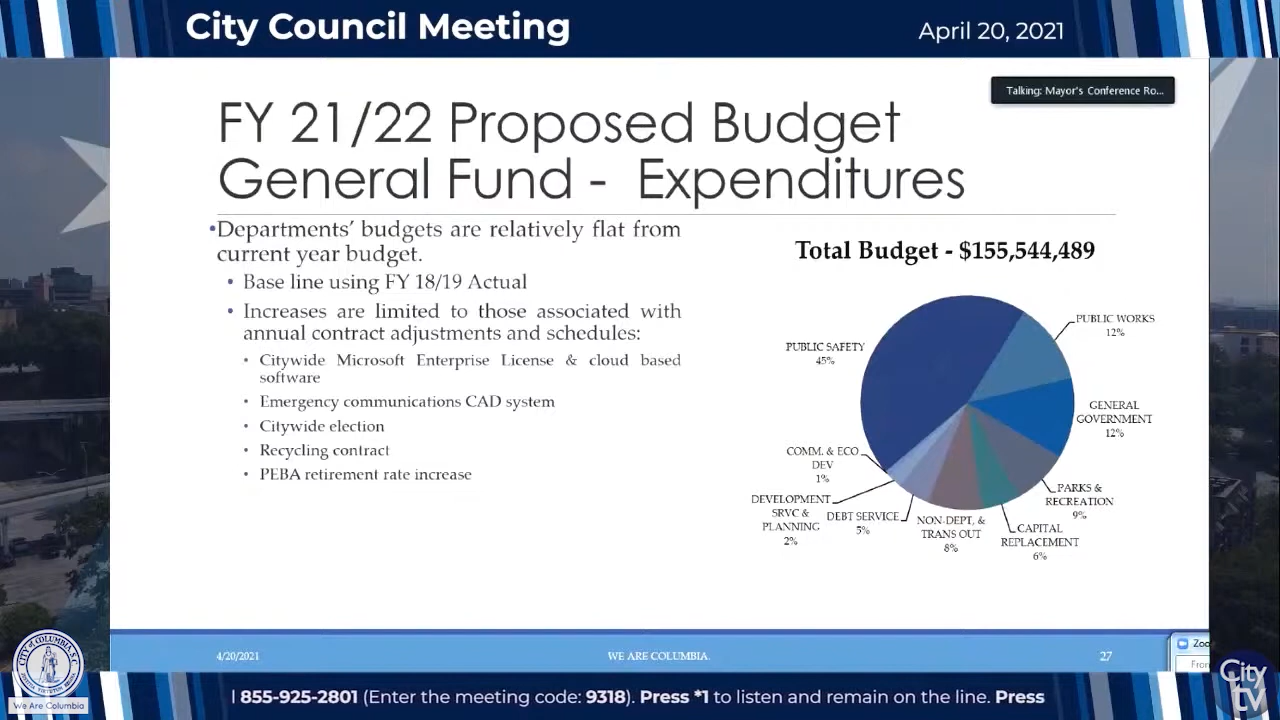 City Council Meeting
April 20, 2021
Talking: Mayor's Conference Ro...
FY 21/22 Proposed Budget
General Fund - Expenditures
•Departments' budgets are relatively flat from
current year budget.
• Base line using FY 18/19 Actual
• Increases are limited to those associated with
annual contract adjustments and schedules:
• Citywide Microsoft Enterprise License & cloud based
software
• Emergency communications CAD system
• Citywide election
• Recycling contract
• PEBA retirement rate increase
Total Budget - $155,544,489
PUBLIC SAFETY
45%
PUBLIC WORKS
12%
GENERAL
GOVERNMENT
12%
PARKS &
RECREATION
9%
CAPITAL
REPLACEMENT
6%
NON-DEPT, &
TRANS OUT
8%
DEBT SERVICE
5%
DEVELOPMENT
SRVC &
PLANNING
2%
COMM. & ECO
DEV
1%
4/20/2021
WE ARE COLUMBIA.
27
Zoo
From
CITY OF COLUMBIA, S.C.
We Are Columbia
855-925-2801 (Enter the meeting code: 9318). Press *1 to listen and remain on the line. Press
City
tv